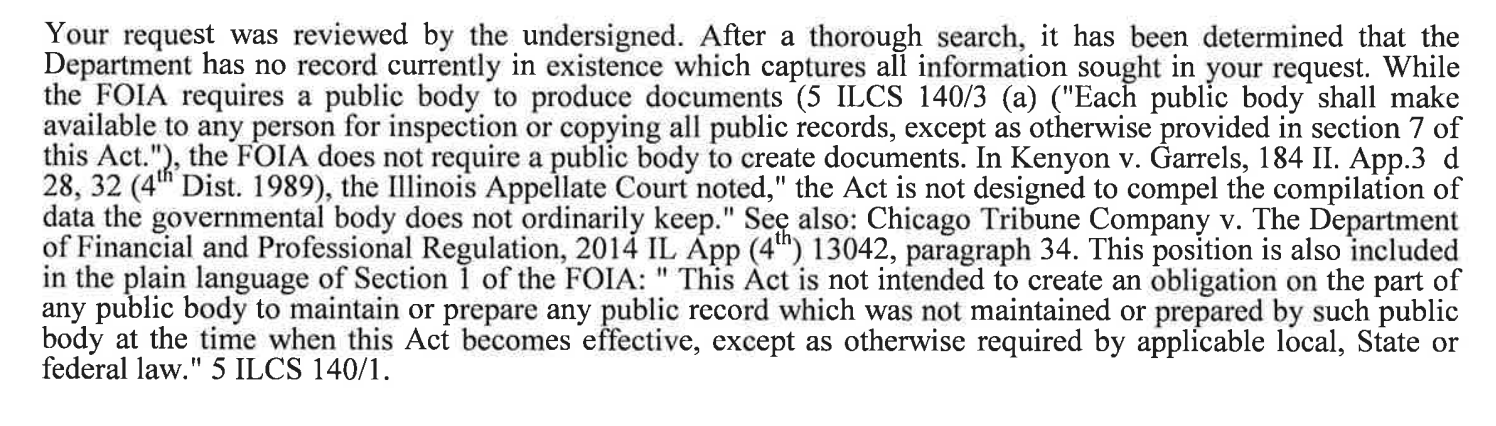 Your request was reviewed by the undersigned. After a thorough search, it has been determined that the
Department has no record currently in existence which captures all information sought in your request. While
the FOIA requires a public body to produce documents (5 ILCS 140/3 (a) ("Each public body shall make
available to any person for inspection or copying all public records, except as otherwise provided in section 7 of
this Act."), the FOIA does not require a public body to create documents. In Kenyon v. Garrels, 184 II. App.3 d
28, 32 (4th Dist. 1989), the Illinois Appellate Court noted," the Act is not designed to compel the compilation of
data the governmental body does not ordinarily keep." See also: Chicago Tribune Company v. The Department
of Financial and Professional Regulation, 2014 IL App (4th) 13042, paragraph 34. This position is also included
in the plain language of Section 1 of the FOIA: " This Act is not intended to create an obligation on the part of
any public body to maintain or prepare any public record which was not maintained or prepared by such public
body at the time when this Act becomes effective, except as otherwise required by applicable local, State or
federal law." 5 ILCS 140/1.